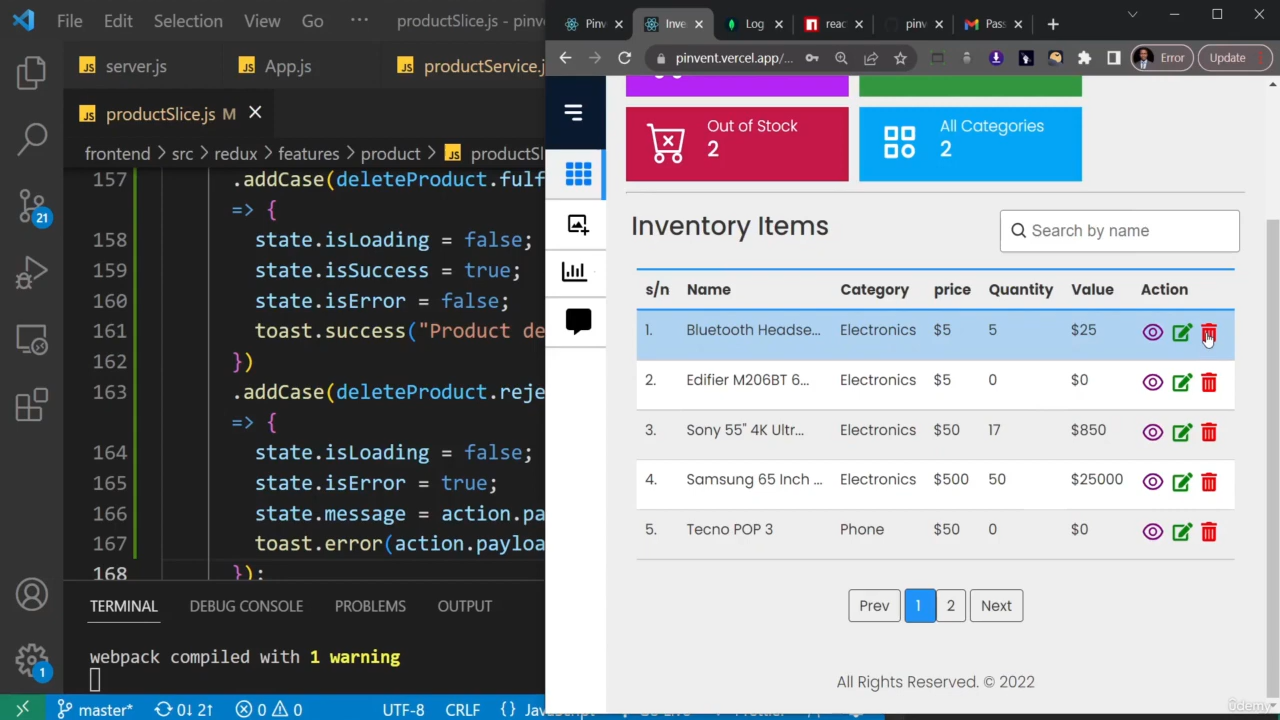 File Edit Selection View Go ··· productSlice.js - pinv
server.js App.js productService.j
productSlice.js M
frontend > src > redux > features > product > productSl
157 .addCase(deleteProduct.fulf
=> {
158 state.isLoading = false;
159 state.isSuccess = true;
160 state.isError = false;
161 toast.success("Product de
162 })
163 .addCase(deleteProduct.reje
=> {
164 state.isLoading = false;
165 state.isError = true;
166 state.message = action.pa
167 toast.error(action.payloa
168 });
TERMINAL DEBUG CONSOLE PROBLEMS OUTPUT
webpack compiled with 1 warning
21
1
master* 0↓ 2↑ 0 0 UTF-8 CRLF {}
Pinv Inve Log reac pinv Pass
pinvent.vercel.app/... Error Update
Out of Stock
2
All Categories
2
Inventory Items
Search by name
s/n Name Category price Quantity Value Action
1. Bluetooth Headse... Electronics $5 5 $25
2. Edifier M206BT 6... Electronics $5 0 $0
3. Sony 55" 4K Ultr... Electronics $50 17 $850
4. Samsung 65 Inch ... Electronics $500 50 $25000
5. Tecno POP 3 Phone $50 0 $0
Prev 1 2 Next
All Rights Reserved. © 2022
ûdemy